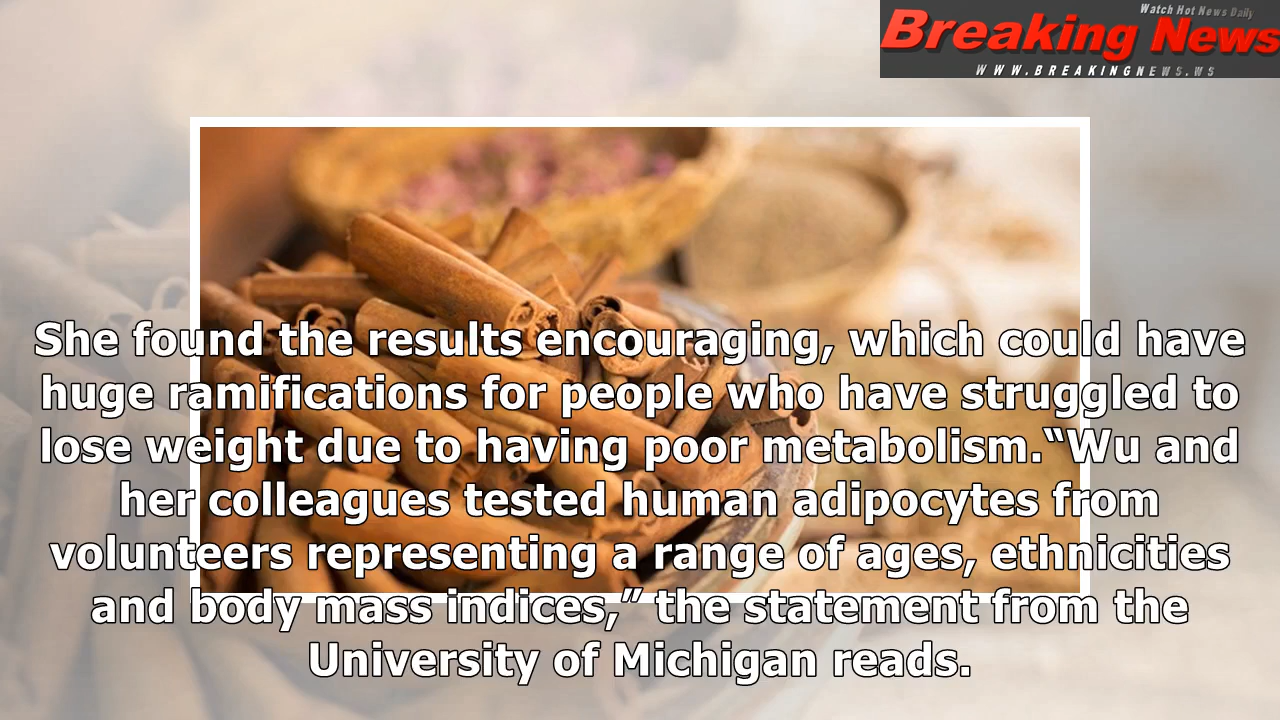 Watch Hot News Daily
Breaking News
WWW.BREAKINGNEWS.WS
She found the results encouraging, which could have
huge ramifications for people who have struggled to
lose weight due to having poor metabolism.“Wu and
her colleagues tested human adipocytes from
volunteers representing a range of ages, ethnicities
and body mass indices,” the statement from the
University of Michigan reads.